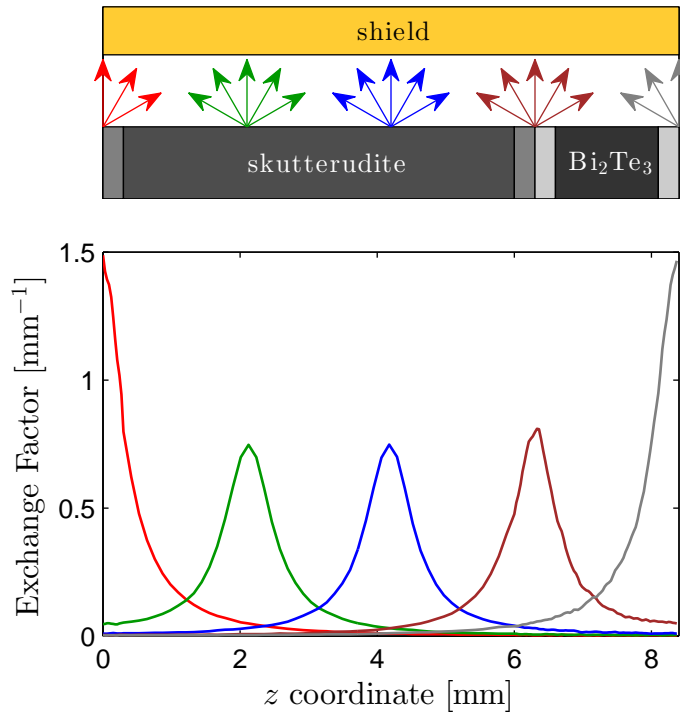 shield
skutterudite
Bi₂Te₃
Exchange Factor [mm⁻¹]
1.5
1
0.5
0
0
2
4
6
8
z coordinate [mm]